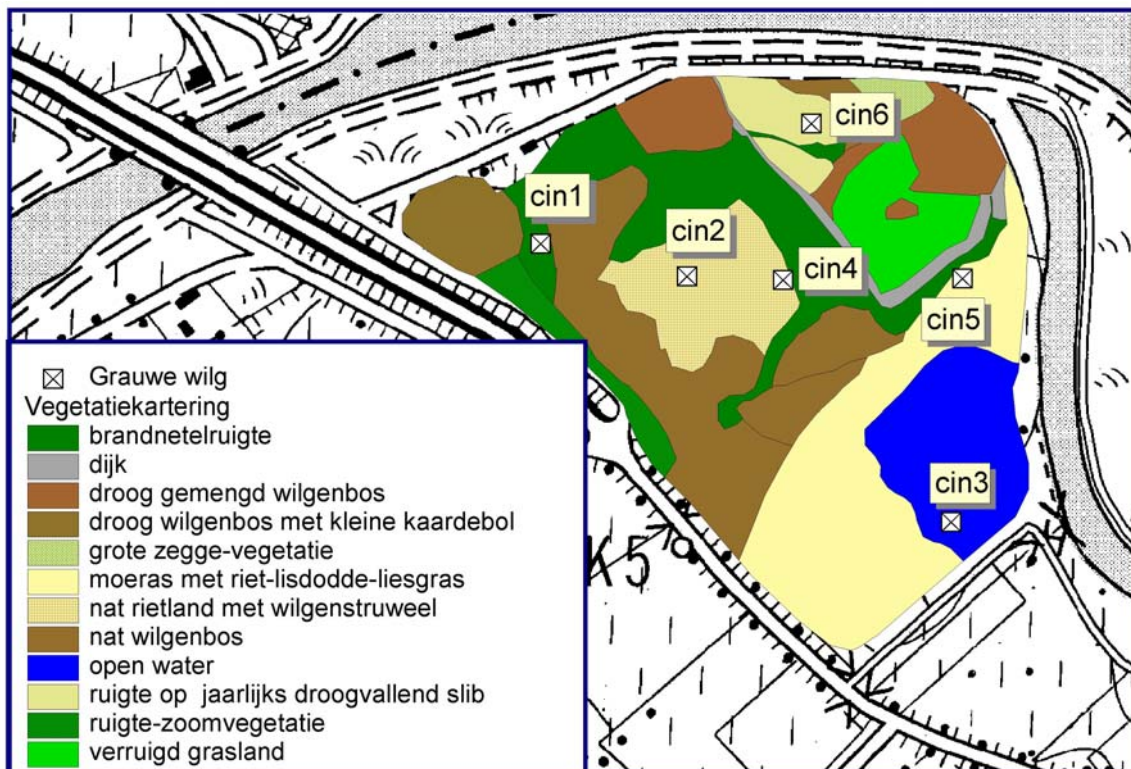 cin6
cin1
cin2
cin4
cin5
cin3
K5
Grauwe wilg
Vegetatiekartering
brandnetelruigte
dijk
droog gemengd wilgenbos
droog wilgenbos met kleine kaardebol
grote zegge-vegetatie
moeras met riet-lisdodde-liesgras
nat rietland met wilgenstruweel
nat wilgenbos
open water
ruigte op jaarlijks droogvallend slib
ruigte-zoomvegetatie
verruigd grasland